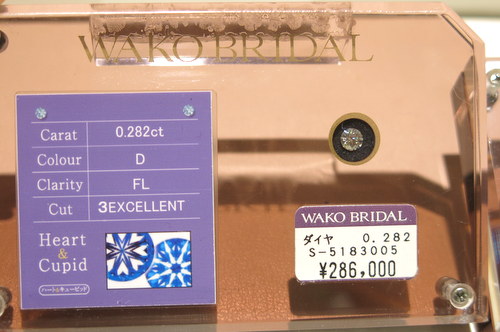 WAKO BRIDAL
Carat 0.282ct
Colour D
Clarity FL
Cut 3EXCELLENT
Heart
&
Cupid
ハート&キューピッド
WAKO BRIDAL
ダイヤ 0.282
S-5183005
¥286,000